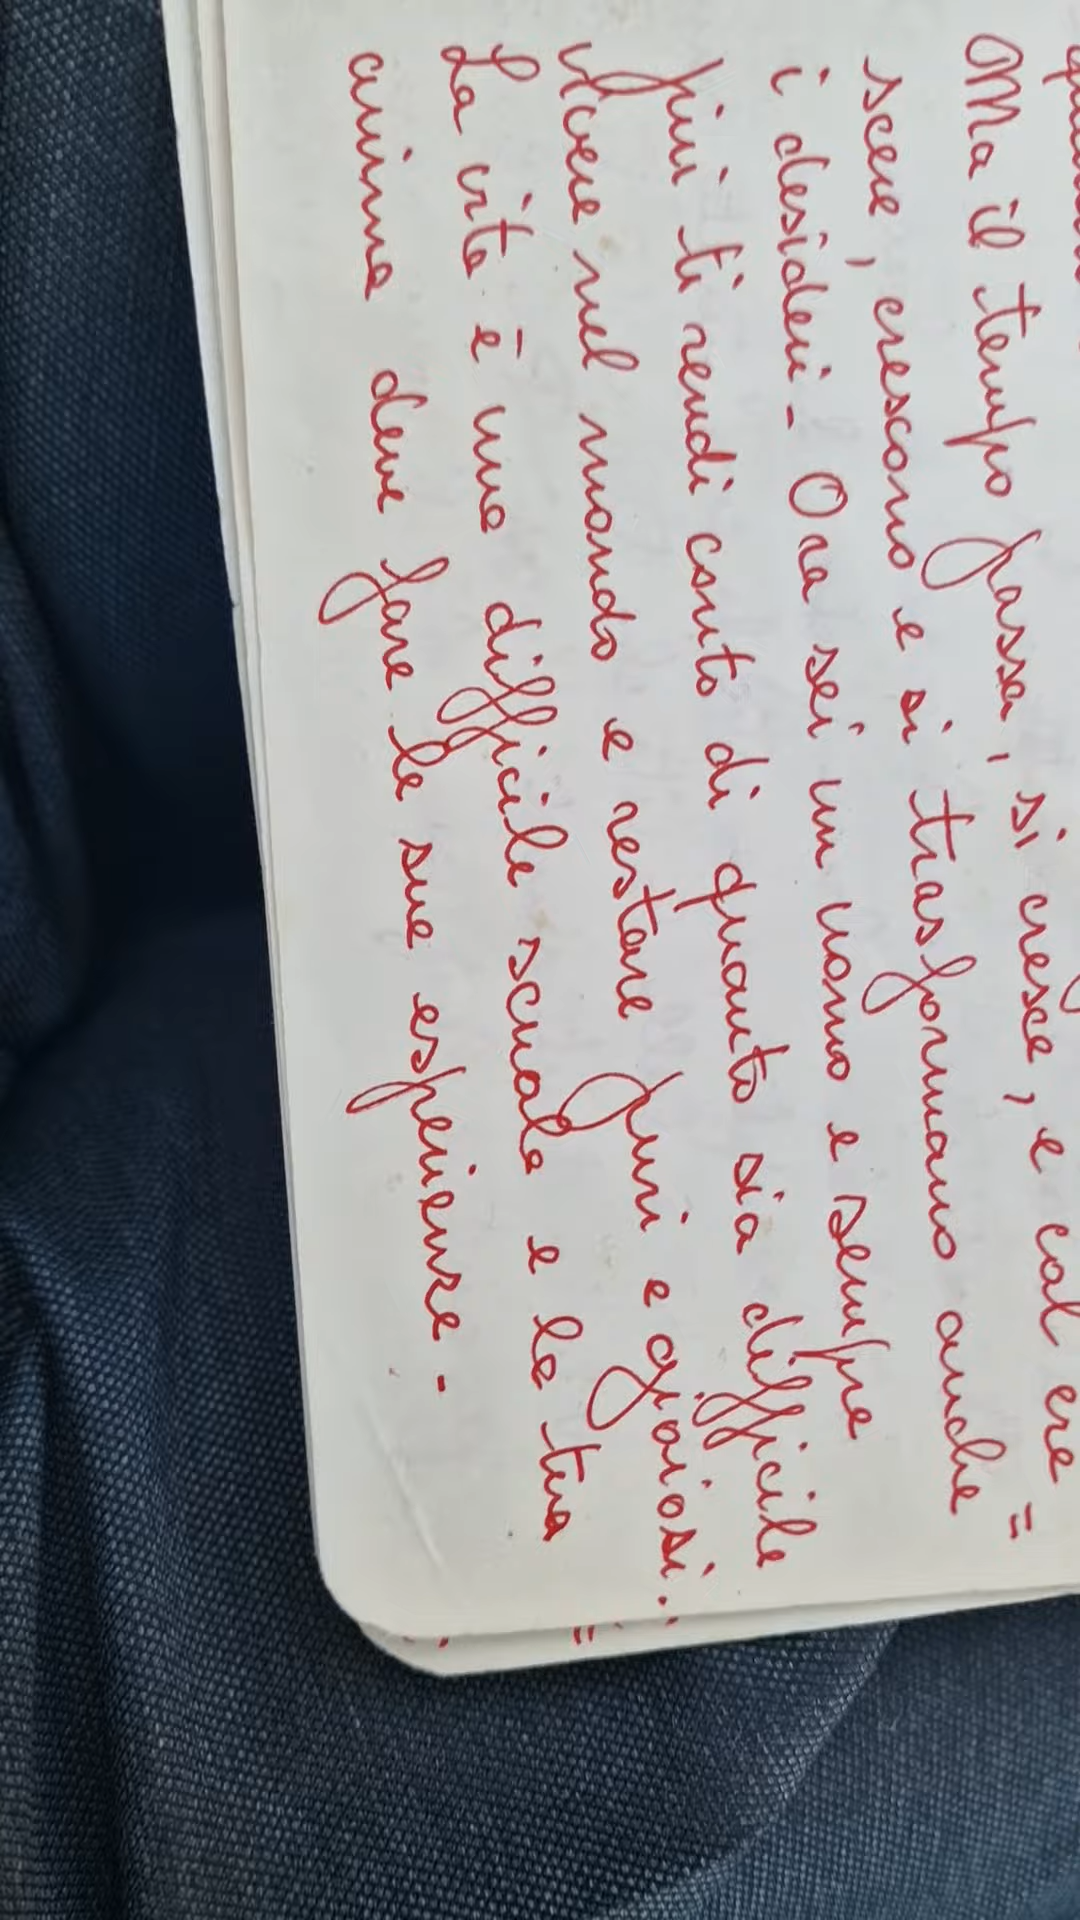 Ma il tempo passa, si cresce, e col cre =
scere, crescono e si trasformano anche
i desideri - Ora sei un uomo e sempre
più ti rendi conto di quanto sia difficile
vivere nel mondo e restare puri e gioiosi..
La vita è una difficile scuola e la tua =
anima deve fare le sue esperienze -